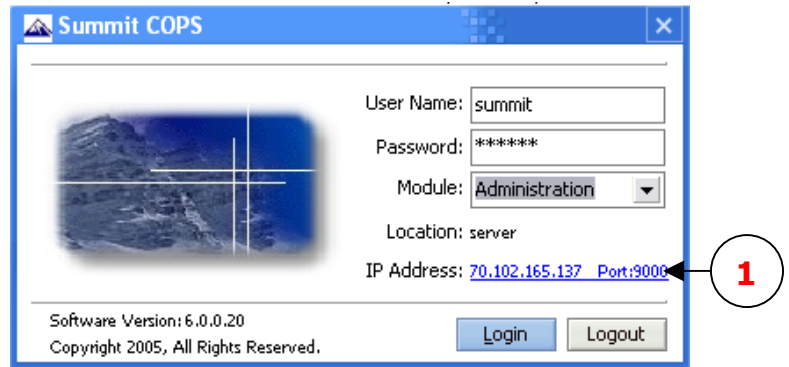 Summit COPS
User Name: summit
Password: ******
Module: Administration
Location: server
IP Address: 70.102.165.137 Port:9000
1
Software Version: 6.0.0.20
Copyright 2005, All Rights Reserved.
Login Logout